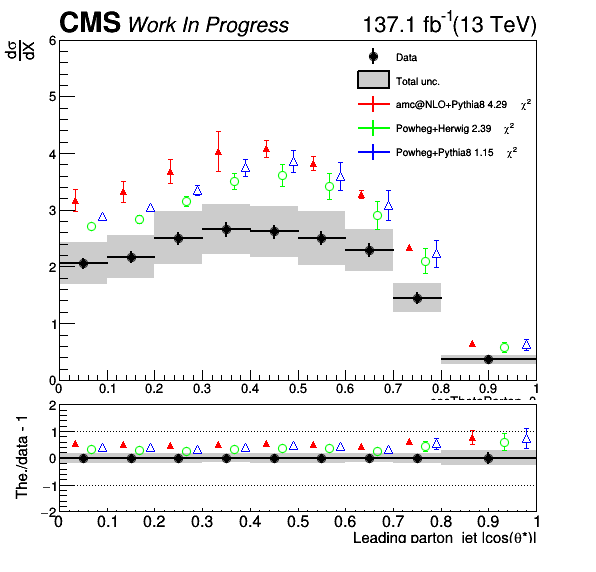 CMS Work In Progress 137.1 fb⁻¹(13 TeV)
dσ
dX
6
5
4
3
2
1
0
Data
Total unc.
amc@NLO+Pythia8 4.29 χ²
Powheg+Herwig 2.39 χ²
Powheg+Pythia8 1.15 χ²
0 0.1 0.2 0.3 0.4 0.5 0.6 0.7 0.8 0.9 1
The./data - 1
2
1
0
−1
−2
0 0.1 0.2 0.3 0.4 0.5 0.6 0.7 0.8 0.9 1
Leading parton jet |cos(θ*)|